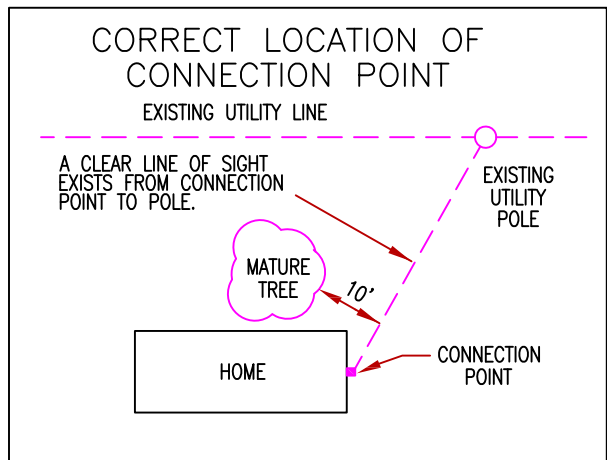 CORRECT LOCATION OF
CONNECTION POINT
EXISTING UTILITY LINE
A CLEAR LINE OF SIGHT
EXISTS FROM CONNECTION
POINT TO POLE.
EXISTING
UTILITY
POLE
MATURE
TREE
10'
HOME
CONNECTION
POINT